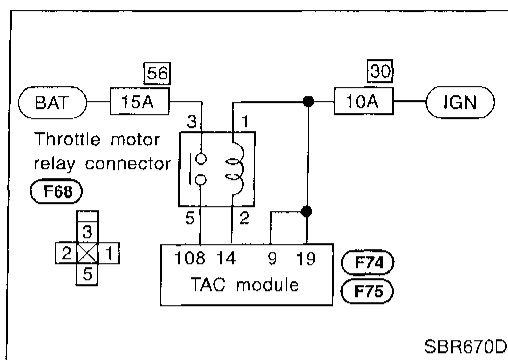 56 30
BAT 15A 10A IGN
3 1
Throttle motor
relay connector
F68
5 2
3
2 1
5
108 14 9 19
TAC module
F74
F75
SBR670D